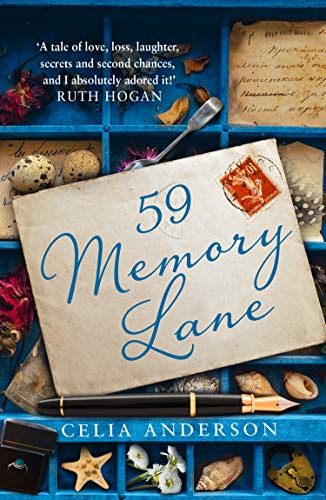 ‘A tale of love, loss, laughter,
secrets and second chances,
and I absolutely adored it!’
RUTH HOGAN
59
Memory
Lane
CELIA ANDERSON